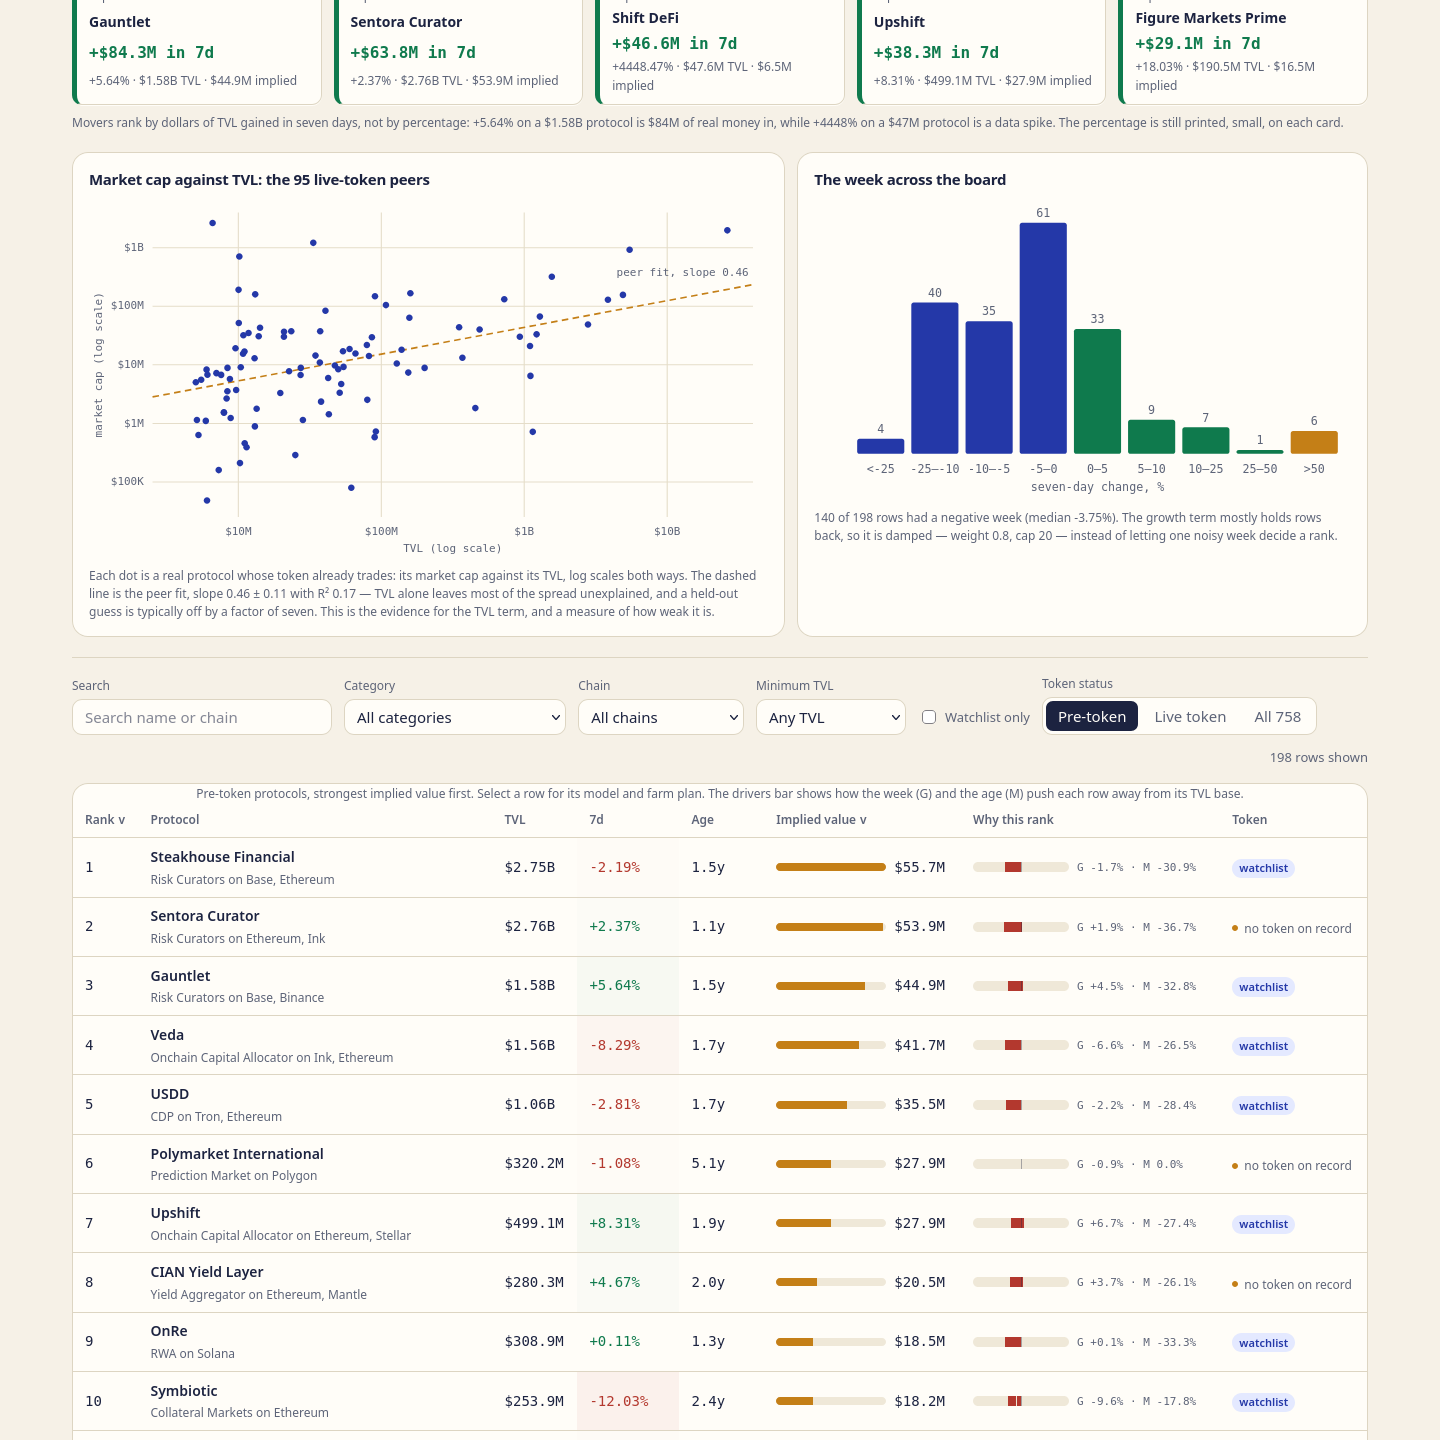 Gauntlet
+$84.3M in 7d
+5.64% · $1.58B TVL · $44.9M implied
Sentora Curator
+$63.8M in 7d
+2.37% · $2.76B TVL · $53.9M implied
Shift DeFi
+$46.6M in 7d
+4448.47% · $47.6M TVL · $6.5M
implied
Upshift
+$38.3M in 7d
+8.31% · $499.1M TVL · $27.9M implied
Figure Markets Prime
+$29.1M in 7d
+18.03% · $190.5M TVL · $16.5M
implied
Movers rank by dollars of TVL gained in seven days, not by percentage: +5.64% on a $1.58B protocol is $84M of real money in, while +4448% on a $47M protocol is a data spike. The percentage is still printed, small, on each card.
Market cap against TVL: the 95 live-token peers
$1B
$100M
$10M
$1M
$100K
market cap (log scale)
peer fit, slope 0.46
$10M $100M $1B $10B
TVL (log scale)
Each dot is a real protocol whose token already trades: its market cap against its TVL, log scales both ways. The dashed
line is the peer fit, slope 0.46 ± 0.11 with R² 0.17 — TVL alone leaves most of the spread unexplained, and a held-out
guess is typically off by a factor of seven. This is the evidence for the TVL term, and a measure of how weak it is.
The week across the board
4 40 35 61 33 9 7 1 6
<-25 -25–-10 -10–-5 -5–0 0–5 5–10 10–25 25–50 >50
seven-day change, %
140 of 198 rows had a negative week (median -3.75%). The growth term mostly holds rows
back, so it is damped — weight 0.8, cap 20 — instead of letting one noisy week decide a rank.
Search Category Chain Minimum TVL Token status
Search name or chain All categories All chains Any TVL Watchlist only Pre-token Live token All 758
198 rows shown
Pre-token protocols, strongest implied value first. Select a row for its model and farm plan. The drivers bar shows how the week (G) and the age (M) push each row away from its TVL base.
Rank v Protocol TVL 7d Age Implied value v Why this rank Token
1 Steakhouse Financial $2.75B -2.19% 1.5y $55.7M G -1.7% · M -30.9% watchlist
Risk Curators on Base, Ethereum
2 Sentora Curator $2.76B +2.37% 1.1y $53.9M G +1.9% · M -36.7% no token on record
Risk Curators on Ethereum, Ink
3 Gauntlet $1.58B +5.64% 1.5y $44.9M G +4.5% · M -32.8% watchlist
Risk Curators on Base, Binance
4 Veda $1.56B -8.29% 1.7y $41.7M G -6.6% · M -26.5% watchlist
Onchain Capital Allocator on Ink, Ethereum
5 USDD $1.06B -2.81% 1.7y $35.5M G -2.2% · M -28.4% watchlist
CDP on Tron, Ethereum
6 Polymarket International $320.2M -1.08% 5.1y $27.9M G -0.9% · M 0.0% no token on record
Prediction Market on Polygon
7 Upshift $499.1M +8.31% 1.9y $27.9M G +6.7% · M -27.4% watchlist
Onchain Capital Allocator on Ethereum, Stellar
8 CIAN Yield Layer $280.3M +4.67% 2.0y $20.5M G +3.7% · M -26.1% no token on record
Yield Aggregator on Ethereum, Mantle
9 OnRe $308.9M +0.11% 1.3y $18.5M G +0.1% · M -33.3% watchlist
RWA on Solana
10 Symbiotic $253.9M -12.03% 2.4y $18.2M G -9.6% · M -17.8% watchlist
Collateral Markets on Ethereum